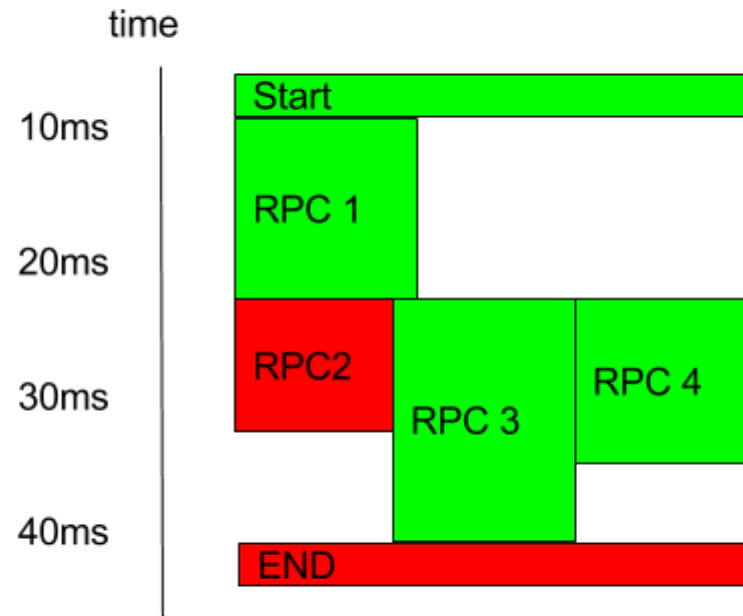 time
Start
10ms
RPC 1
20ms
RPC2
RPC 3
RPC 4
30ms
40ms
END